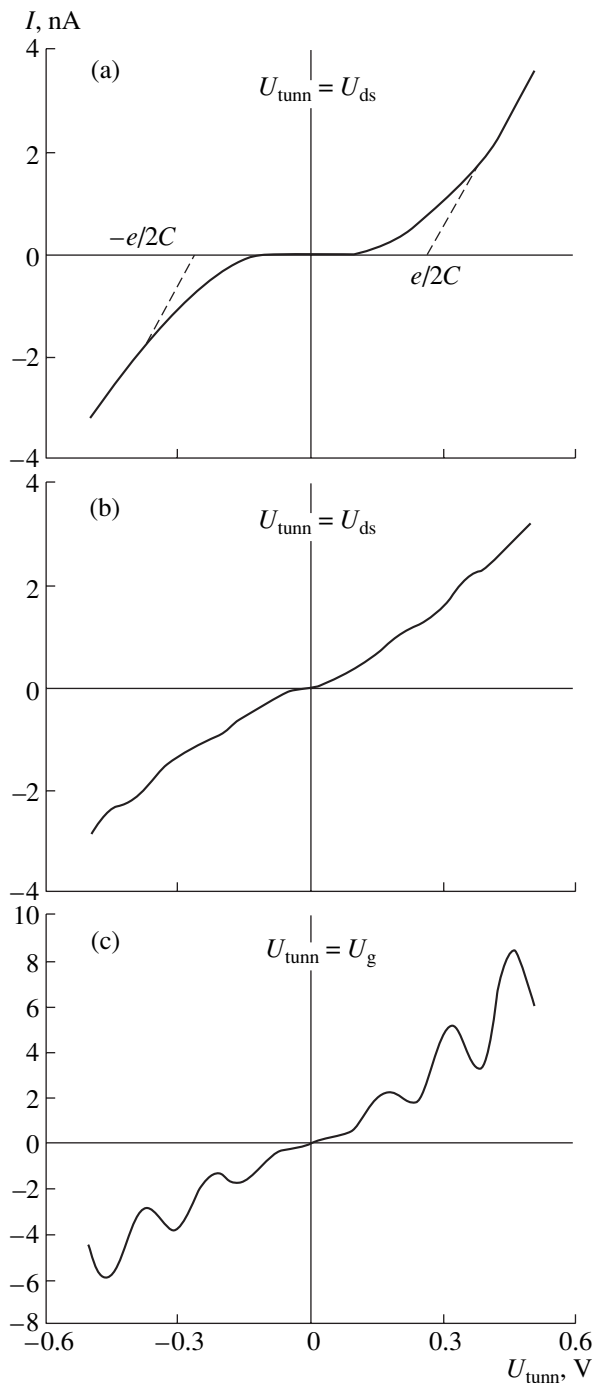 I, nA
4
(a)
U_tunn = U_ds
2
−e/2C
0
e/2C
−2
−4
4
(b)
U_tunn = U_ds
2
0
−2
−4
10
(c)
U_tunn = U_g
8
6
4
2
0
−2
−4
−6
−8
−0.6 −0.3 0 0.3 0.6
U_tunn, V